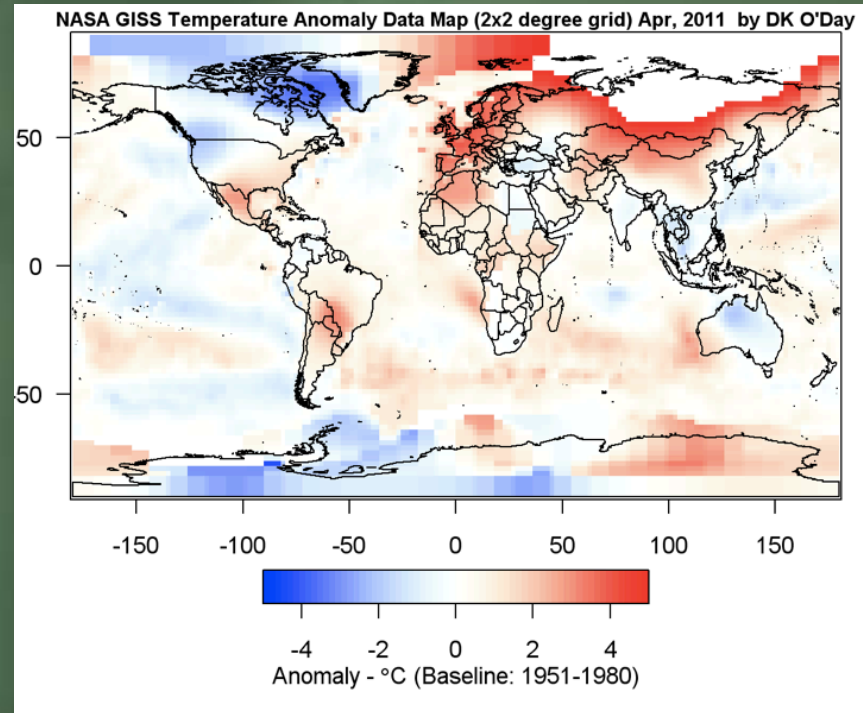 NASA GISS Temperature Anomaly Data Map (2x2 degree grid) Apr, 2011 by DK O'Day
50
0
-50
-150 -100 -50 0 50 100 150
-4 -2 0 2 4
Anomaly - °C (Baseline: 1951-1980)